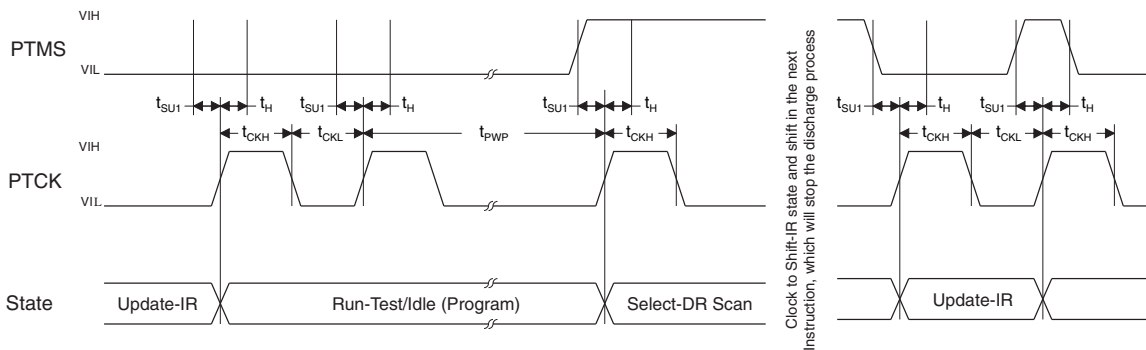 VIH
PTMS
VIL
tSU1 tH tSU1 tH tSU1 tH tSU1 tH tSU1 tH
tCKH tCKL tPWP tCKH tCKH tCKL tCKH
VIH
PTCK
VIL
State Update-IR Run-Test/Idle (Program) Select-DR Scan Update-IR
Clock to Shift-IR state and shift in the next
Instruction, which will stop the discharge process